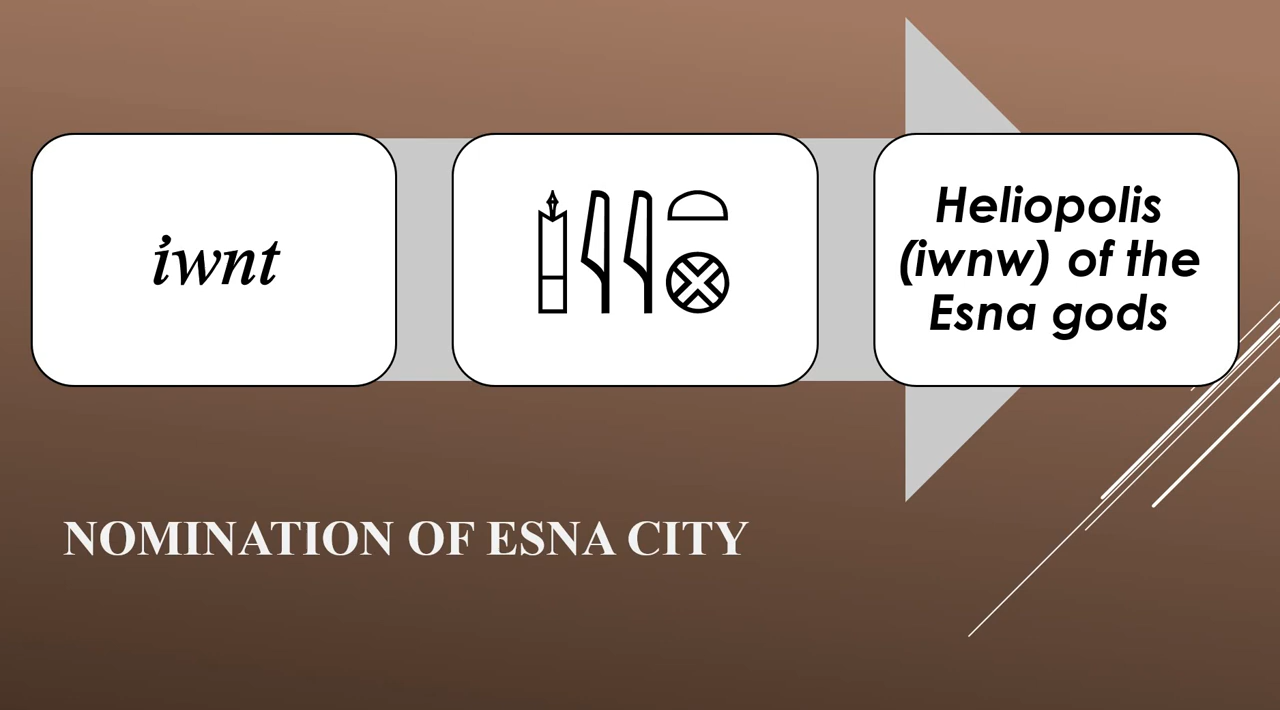 ỉwnt
𓉺𓇋𓇋𓏏𓊖
Heliopolis
(iwnw) of the
Esna gods
NOMINATION OF ESNA CITY